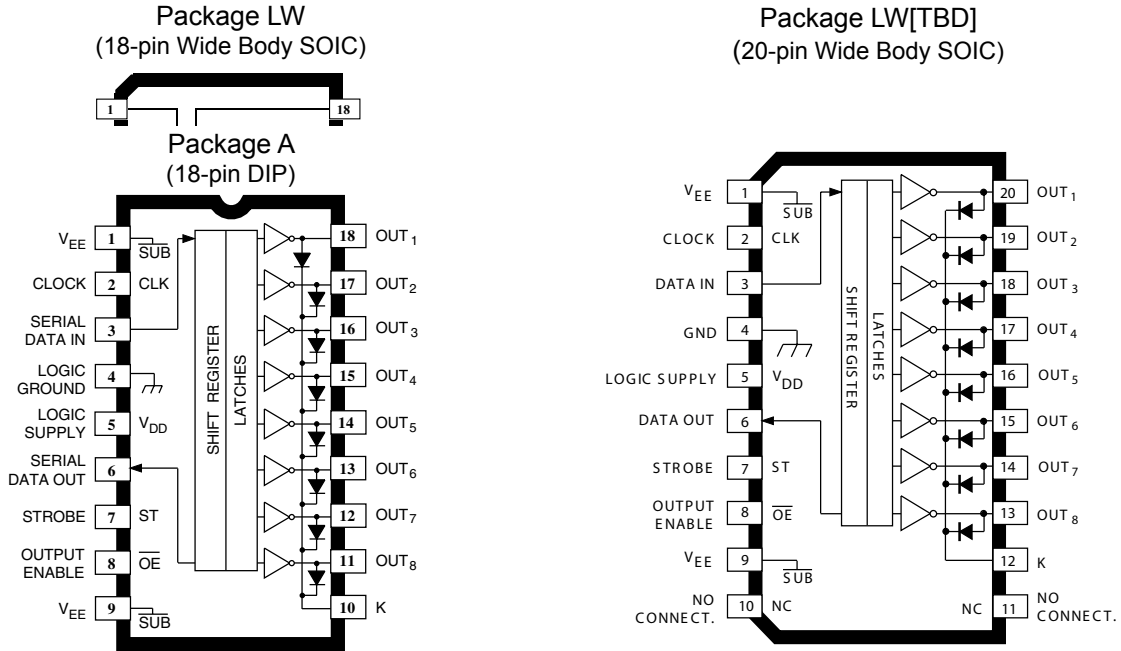 Package LW
(18-pin Wide Body SOIC)
1
18
Package A
(18-pin DIP)
VEE 1 SUB
CLOCK 2 CLK
SERIAL
DATA IN 3
LOGIC
GROUND 4
LOGIC
SUPPLY 5 VDD
SERIAL
DATA OUT 6
STROBE 7 ST
OUTPUT
ENABLE 8 OE
VEE 9 SUB
SHIFT REGISTER
LATCHES
18 OUT1
17 OUT2
16 OUT3
15 OUT4
14 OUT5
13 OUT6
12 OUT7
11 OUT8
10 K
Package LW[TBD]
(20-pin Wide Body SOIC)
VEE 1 SUB
CLOCK 2 CLK
DATA IN 3
GND 4
LOGIC SUPPLY 5 VDD
DATA OUT 6
STROBE 7 ST
OUTPUT
ENABLE 8 OE
VEE 9 SUB
NO
CONNECT. 10 NC
SHIFT REGISTER
LATCHES
20 OUT1
19 OUT2
18 OUT3
17 OUT4
16 OUT5
15 OUT6
14 OUT7
13 OUT8
12 K
NC 11 NO
CONNECT.